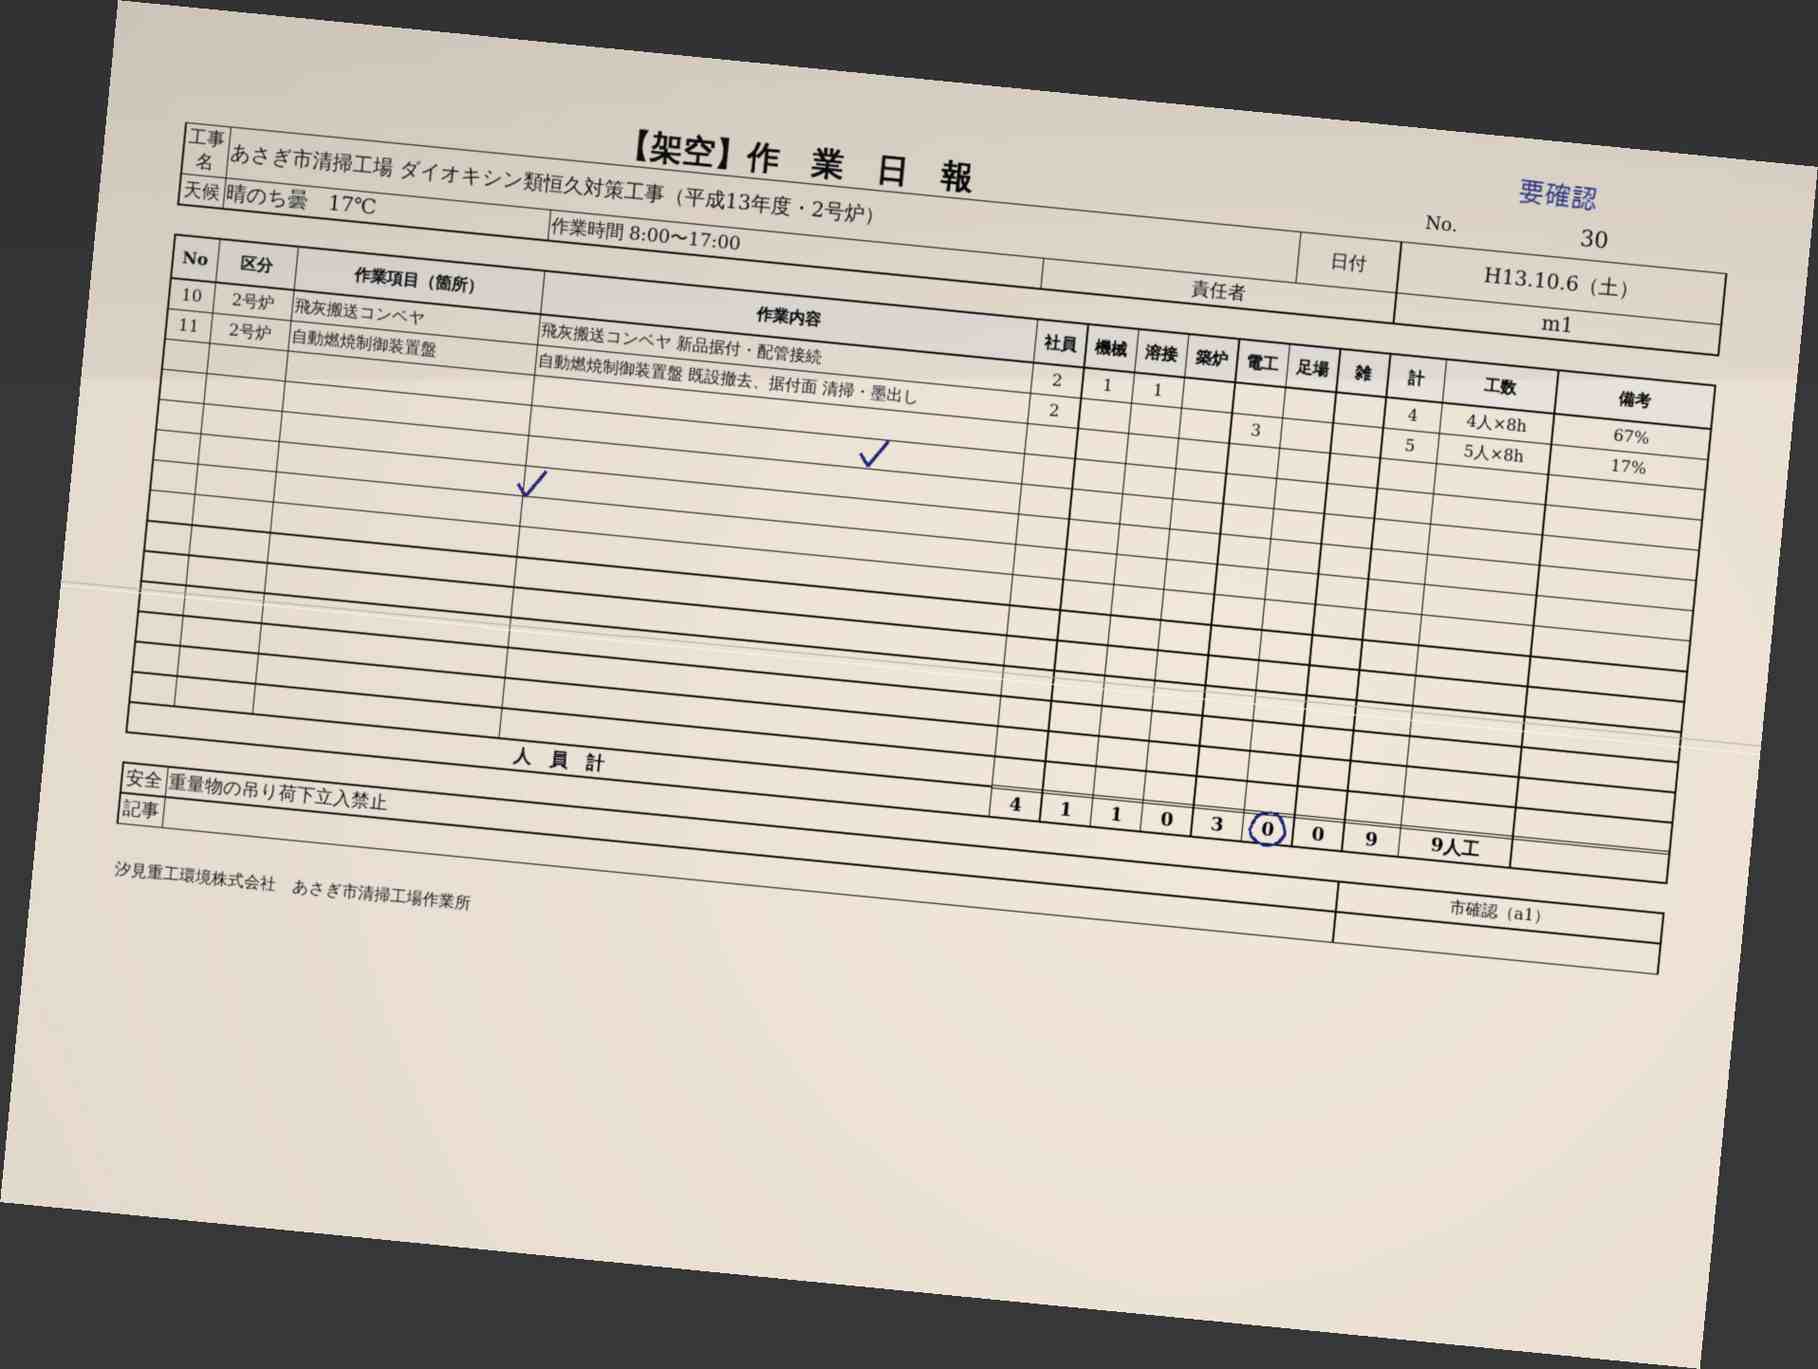 【架空】作 業 日 報
要確認
No. 30
工事名 あさぎ市清掃工場 ダイオキシン類恒久対策工事（平成13年度・2号炉） 日付 H13.10.6（土）
天候 晴のち曇 17℃ 作業時間 8:00〜17:00 責任者 m1
No 区分 作業項目（箇所） 作業内容 社員 機械 溶接 築炉 電工 足場 雑 計 工数 備考
10 2号炉 飛灰搬送コンベヤ 飛灰搬送コンベヤ 新品据付・配管接続 2 1 1 4 4人×8h 67%
11 2号炉 自動燃焼制御装置盤 自動燃焼制御装置盤 既設撤去、据付面 清掃・墨出し 2 3 5 5人×8h 17%
人 員 計 4 1 1 0 3 0 0 9 9人工
安全 重量物の吊り荷下立入禁止 市確認（a1）
記事
汐見重工環境株式会社 あさぎ市清掃工場作業所